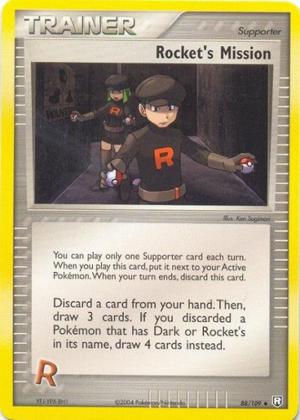 TRAINER
Supporter
Rocket's Mission
R
Illus. Ken Sugimori
You can play only one Supporter card each turn.
When you play this card, put it next to your Active
Pokémon. When your turn ends, discard this card.
Discard a card from hand. Then,
draw 3 cards. If you discarded a
Pokémon that has Dark or Rocket's
in its name, draw 4 cards instead.
R
©2004 Pokémon/Nintendo
88/109
R